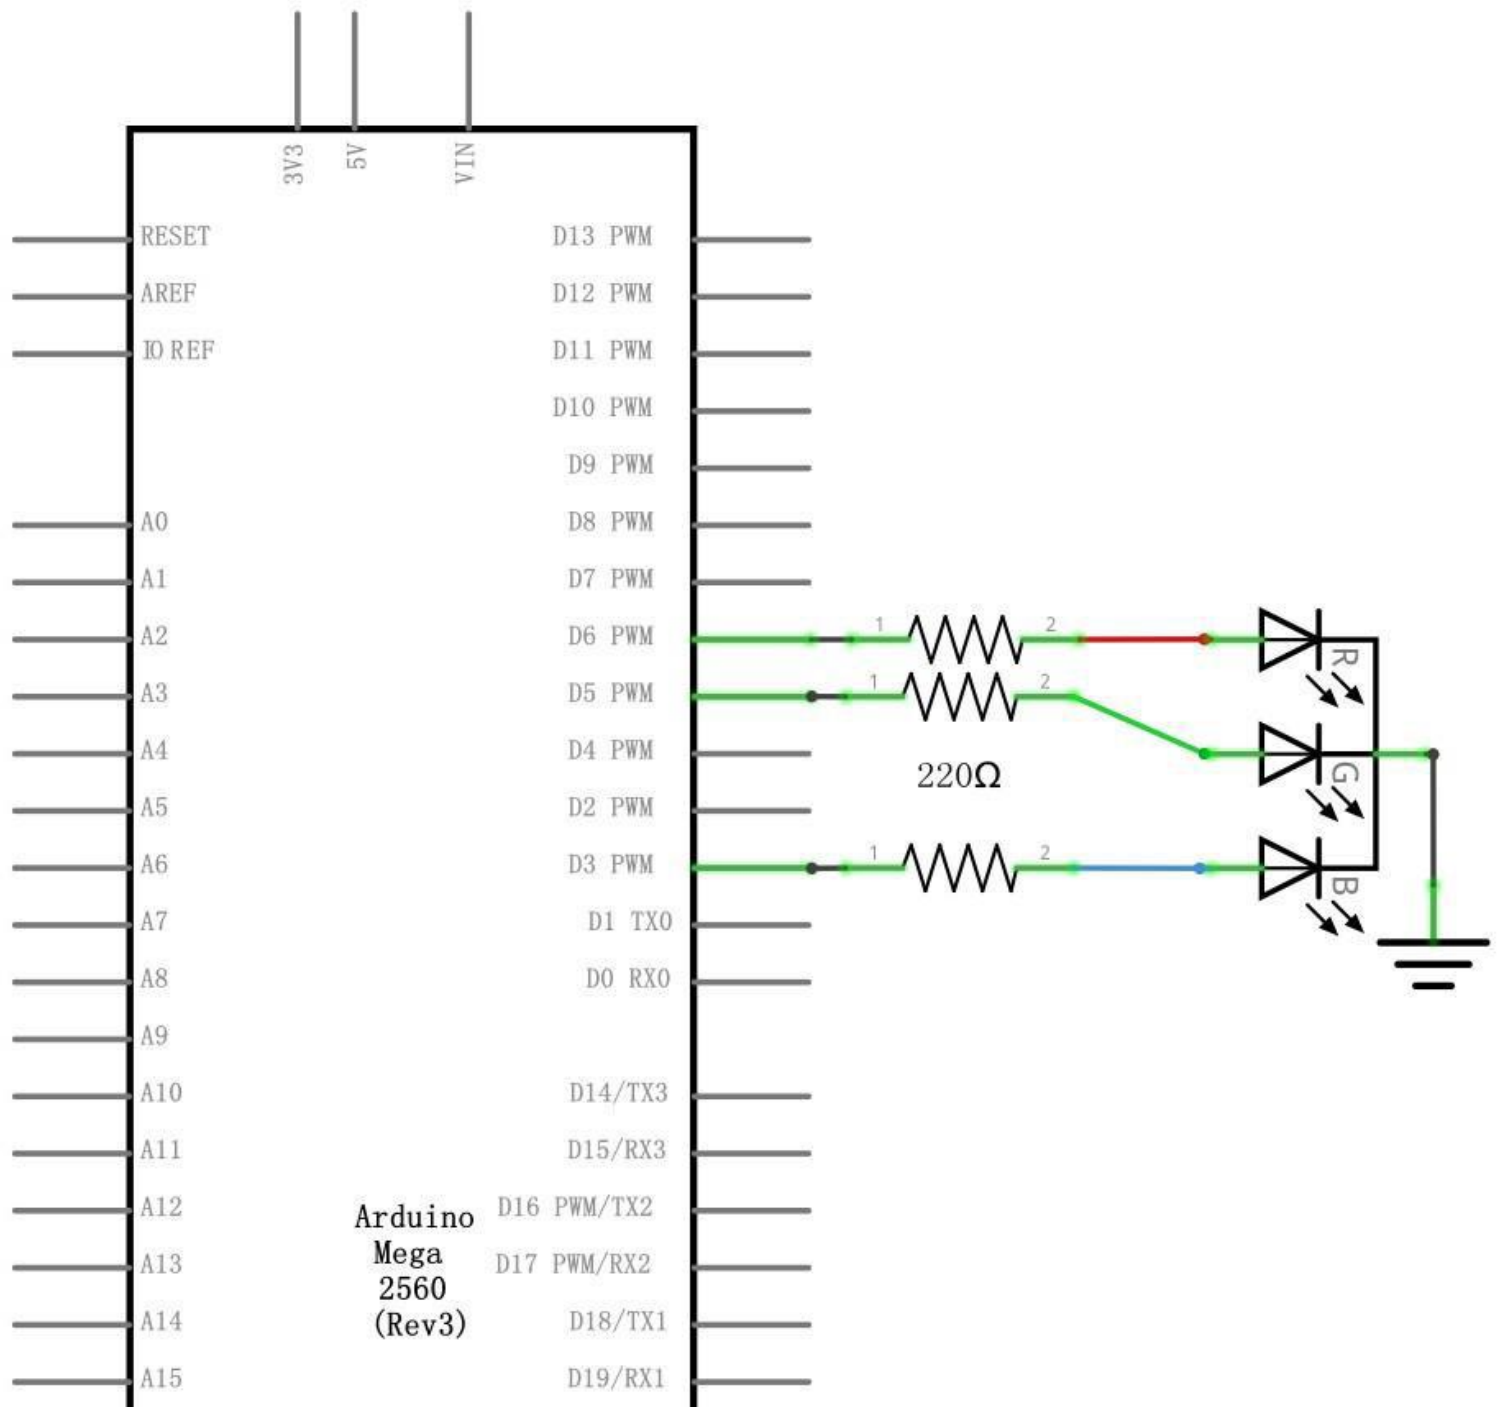 3V3
5V
VIN
RESET
D13 PWM
AREF
D12 PWM
IO REF
D11 PWM
D10 PWM
D9 PWM
A0
D8 PWM
A1
D7 PWM
A2
D6 PWM
1
2
R
A3
D5 PWM
1
2
A4
D4 PWM
220Ω
G
A5
D2 PWM
A6
D3 PWM
1
2
B
A7
D1 TX0
A8
D0 RX0
A9
A10
D14/TX3
A11
D15/RX3
A12
D16 PWM/TX2
A13
D17 PWM/RX2
Arduino
Mega
2560
(Rev3)
A14
D18/TX1
A15
D19/RX1